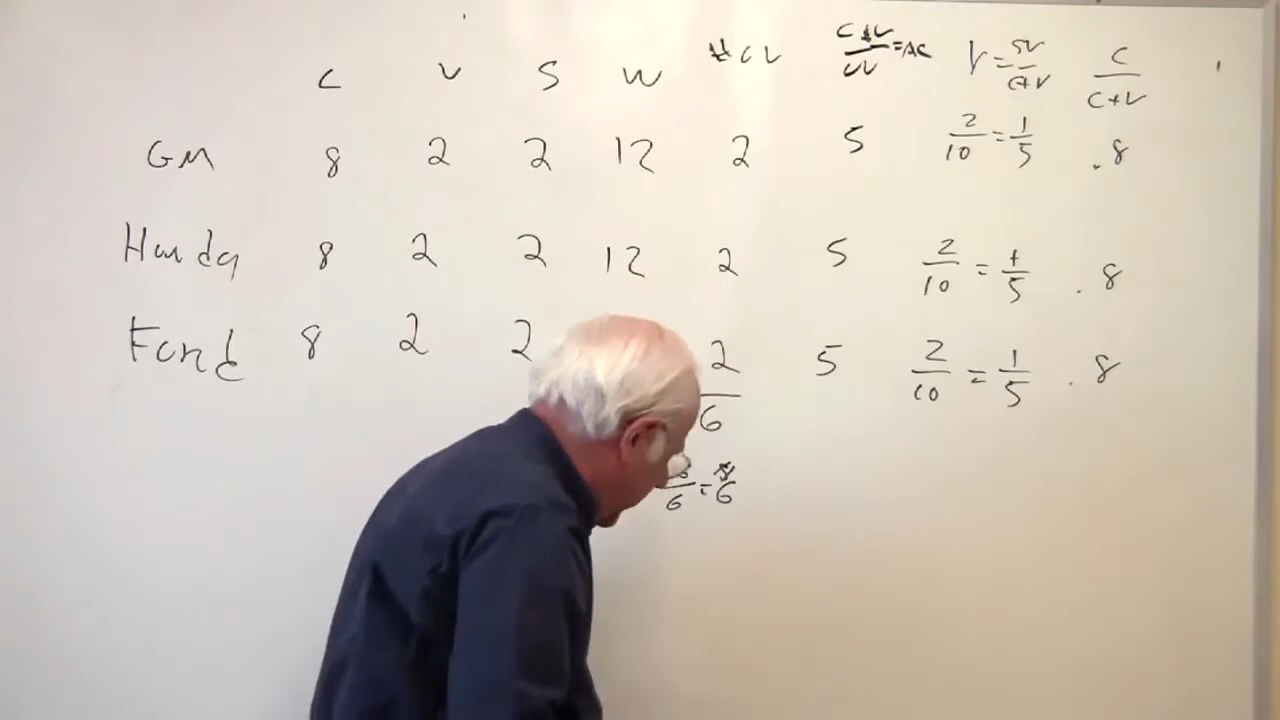 C V S W #CV C+V/UV=AC r=SV/C+V C/C+V
GM 8 2 2 12 2 5 2/10=1/5 .8
Honda 8 2 2 12 2 5 2/10=1/5 .8
Ford 8 2 2 2 5 2/10=1/5 .8
6
6 = 6